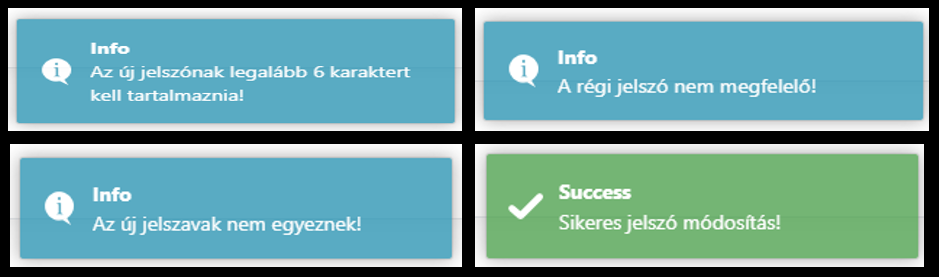 Info
Az új jelszónak legalább 6 karaktert
kell tartalmaznia!
Info
A régi jelszó nem megfelelő!
Info
Az új jelszavak nem egyeznek!
Success
Sikeres jelszó módosítás!